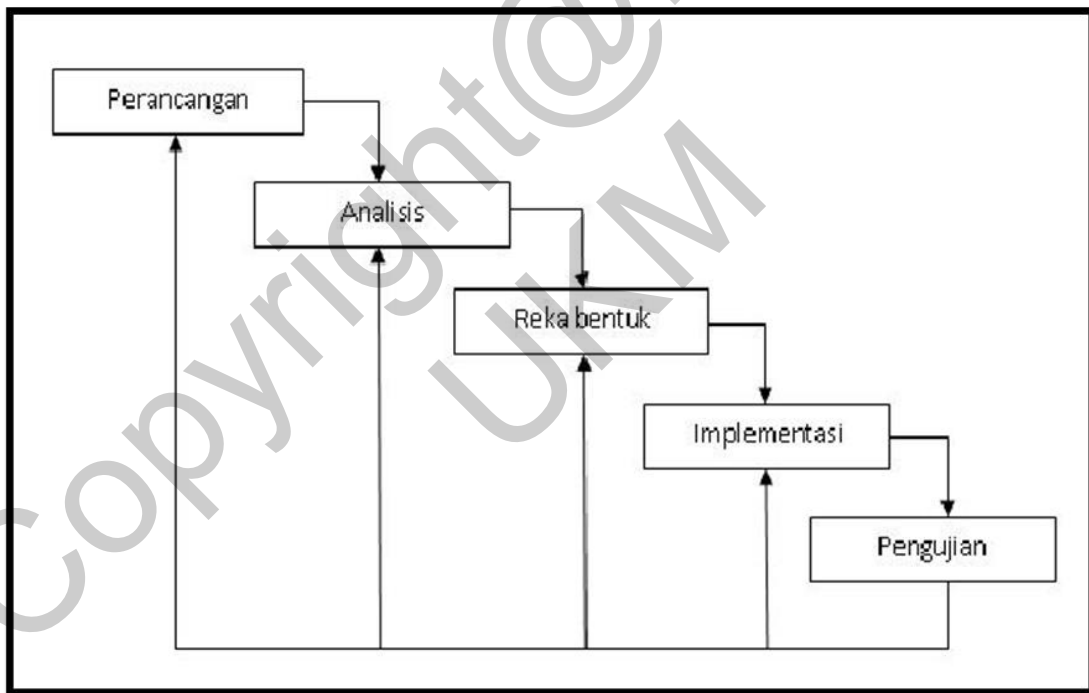 Perancangan
Analisis
Reka bentuk
Implementasi
Pengujian
Copyright@
UKM